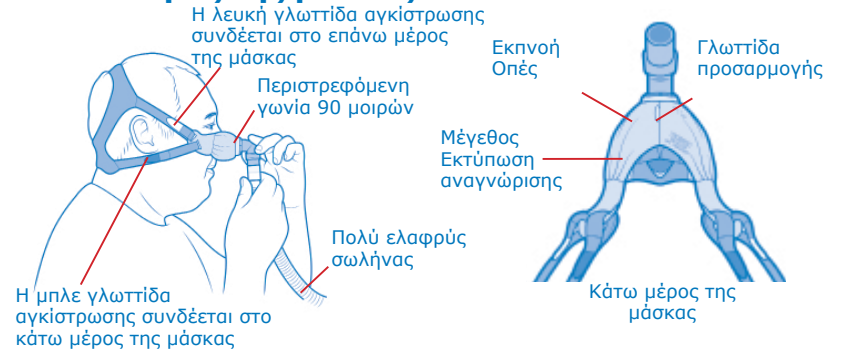 Η λευκή γλωττίδα αγκίστρωσης
συνδέεται στο επάνω μέρος
της μάσκας
Περιστρεφόμενη
γωνία 90 μοιρών
Πολύ ελαφρύς
σωλήνας
Η μπλε γλωττίδα
αγκίστρωσης συνδέεται στο
κάτω μέρος της μάσκας
Εκπνοή
Οπές
Γλωττίδα
προσαρμογής
Μέγεθος
Εκτύπωση
αναγνώρισης
Κάτω μέρος της
μάσκας